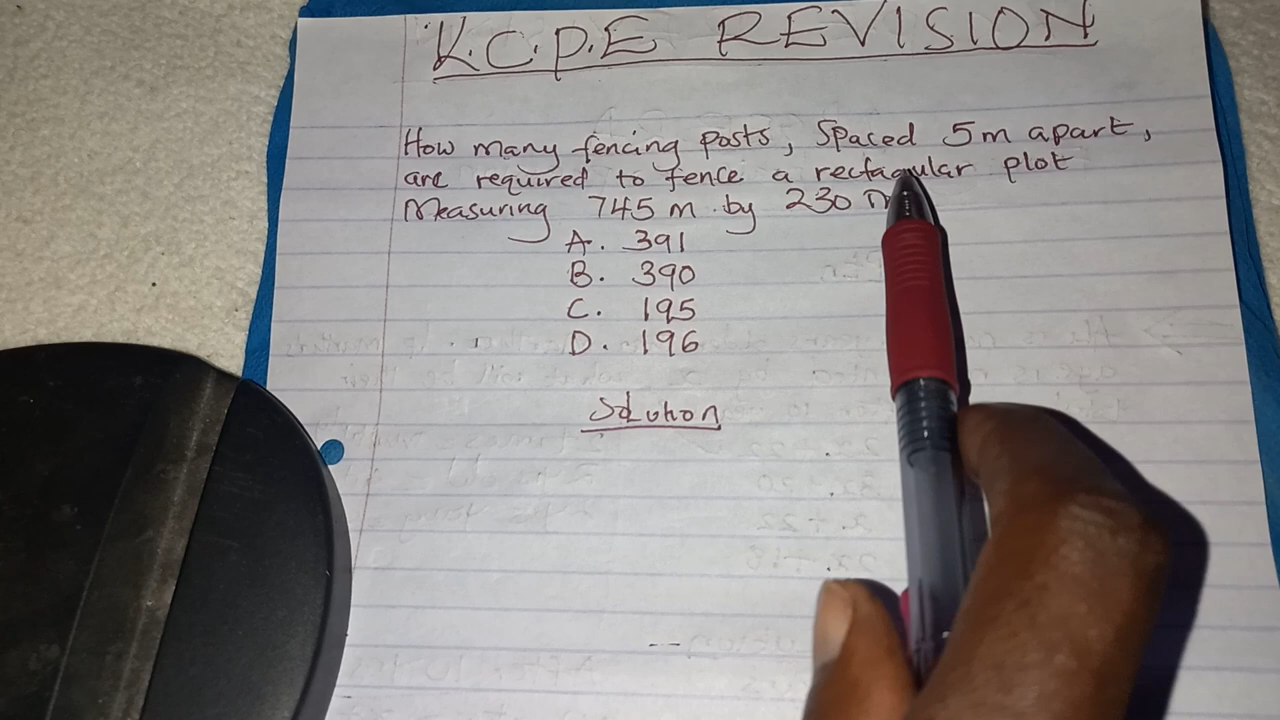 K.C.P.E REVISION
How many fencing posts, Spaced 5m apart,
are required to fence a rectagular plot
Measuring 745 m by 230 m
A. 391
B. 390
C. 195
D. 196
Solution